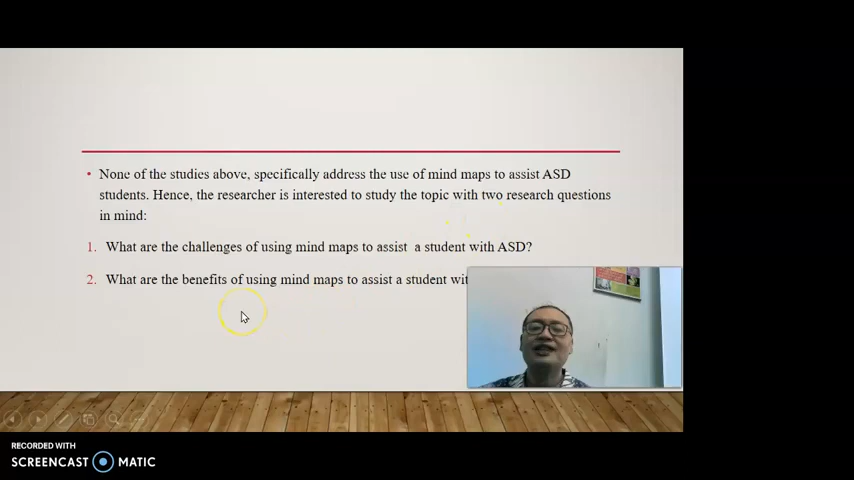 • None of the studies above, specifically address the use of mind maps to assist ASD
students. Hence, the researcher is interested to study the topic with two research questions
in mind:
1. What are the challenges of using mind maps to assist a student with ASD?
2. What are the benefits of using mind maps to assist a student wit
RECORDED WITH
SCREENCAST MATIC